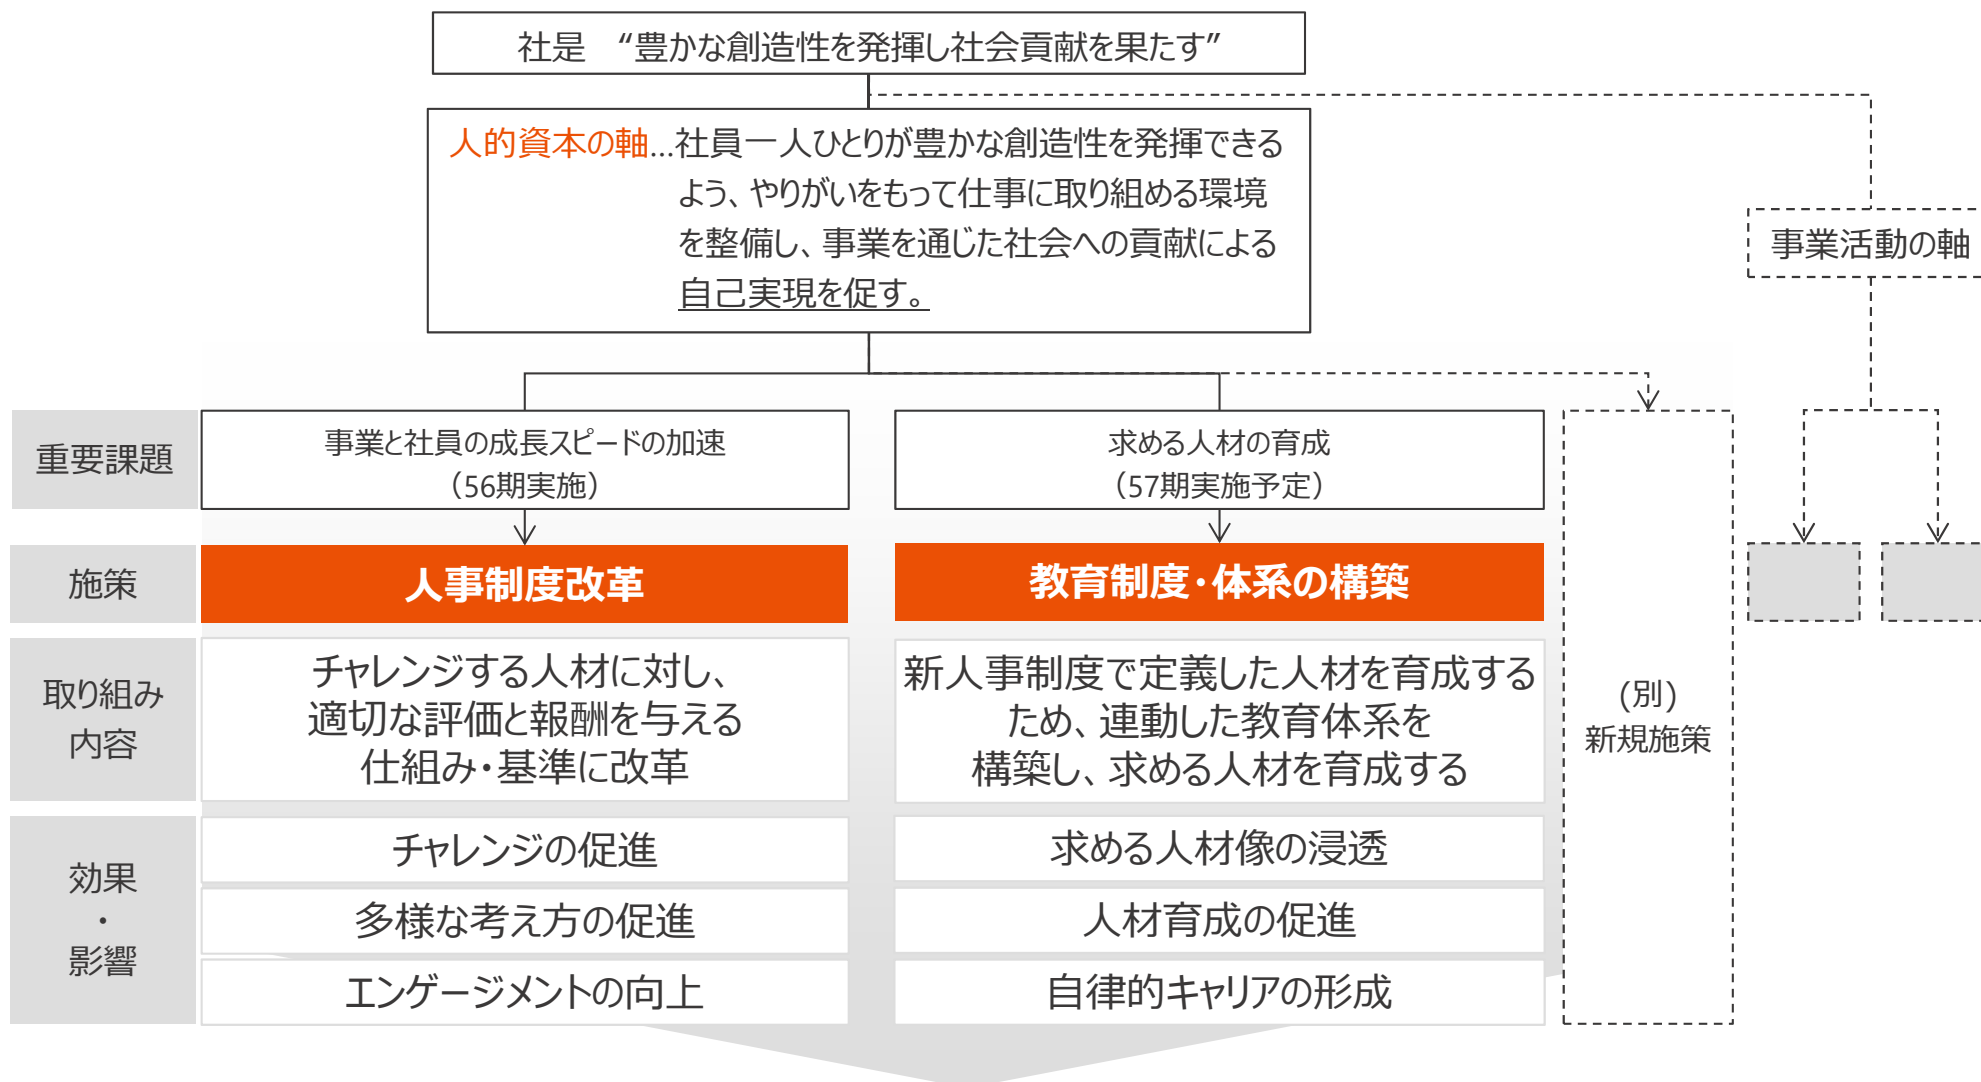 社是　“豊かな創造性を発揮し社会貢献を果たす”
人的資本の軸…社員一人ひとりが豊かな創造性を発揮できる
よう、やりがいをもって仕事に取り組める環境
を整備し、事業を通じた社会への貢献による
自己実現を促す。
事業活動の軸
重要課題
事業と社員の成長スピードの加速
（56期実施）
求める人材の育成
（57期実施予定）
施策
人事制度改革
教育制度・体系の構築
取り組み
内容
チャレンジする人材に対し、
適切な評価と報酬を与える
仕組み・基準に改革
新人事制度で定義した人材を育成する
ため、連動した教育体系を
構築し、求める人材を育成する
(別)
新規施策
効果
・
影響
チャレンジの促進
求める人材像の浸透
多様な考え方の促進
人材育成の促進
エンゲージメントの向上
自律的キャリアの形成